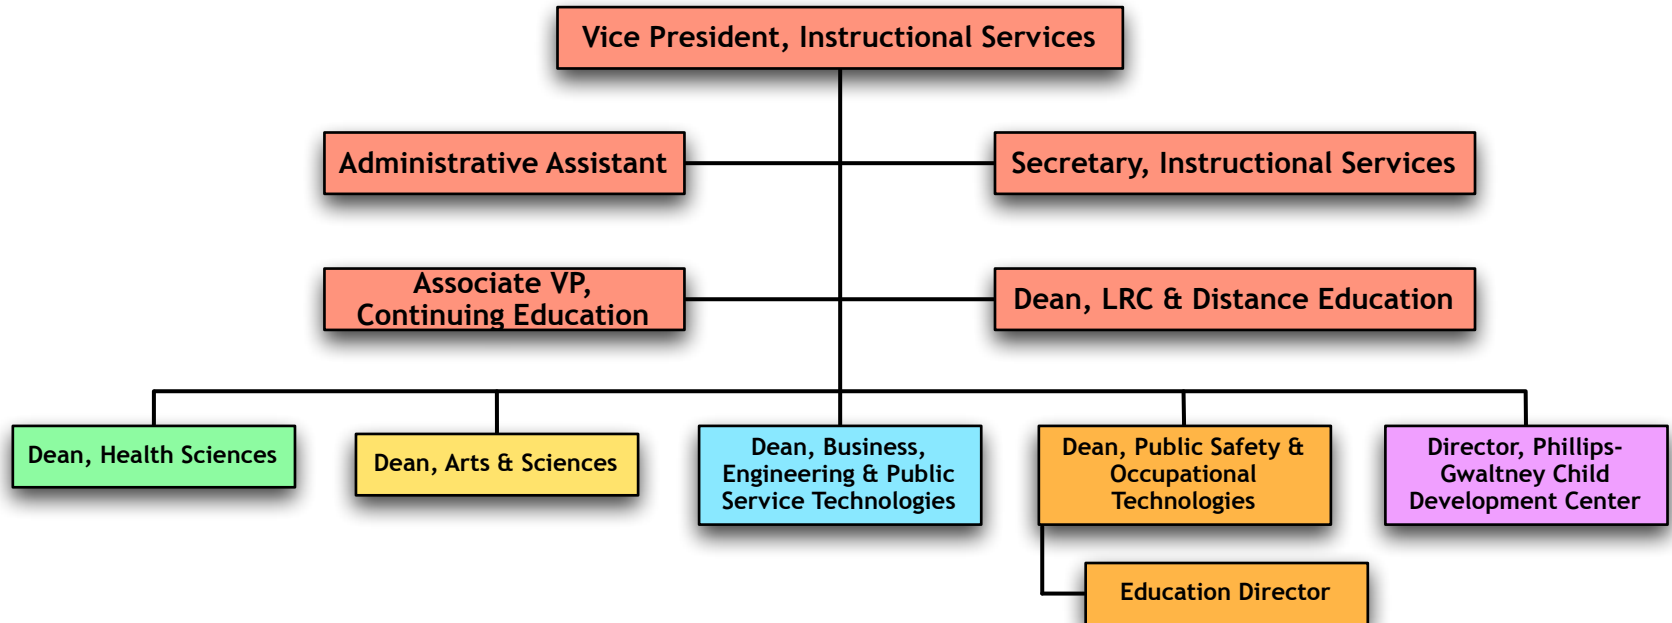 Vice President, Instructional Services
Administrative Assistant
Secretary, Instructional Services
Associate VP,
Continuing Education
Dean, LRC & Distance Education
Dean, Health Sciences
Dean, Arts & Sciences
Dean, Business,
Engineering & Public
Service Technologies
Dean, Public Safety &
Occupational
Technologies
Director, Phillips-
Gwaltney Child
Development Center
Education Director